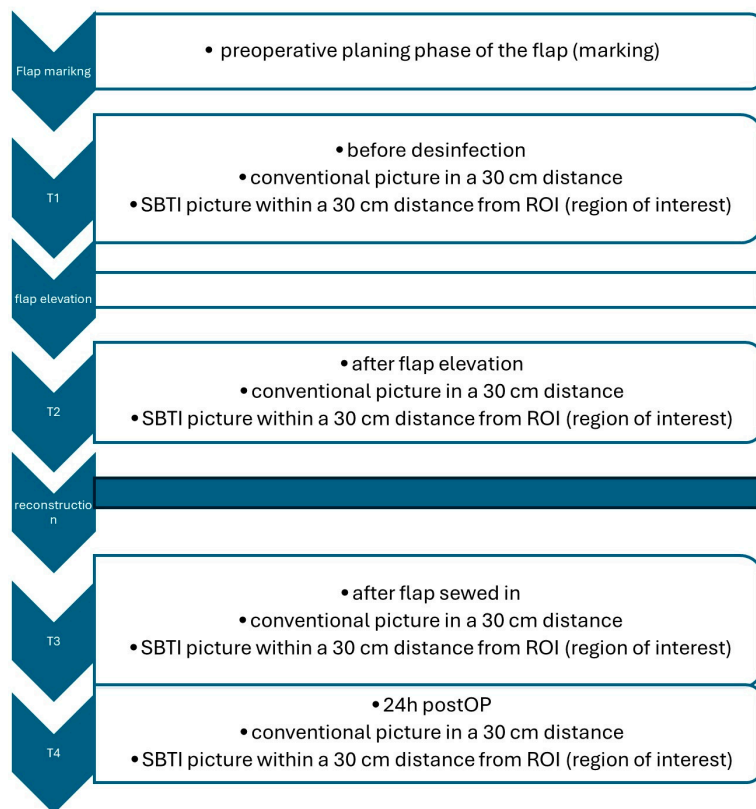 Flap marikng
• preoperative planing phase of the flap (marking)
T1
• before desinfection
• conventional picture in a 30 cm distance
• SBTI picture within a 30 cm distance from ROI (region of interest)
flap elevation
T2
• after flap elevation
• conventional picture in a 30 cm distance
• SBTI picture within a 30 cm distance from ROI (region of interest)
reconstructio
n
T3
• after flap sewed in
• conventional picture in a 30 cm distance
• SBTI picture within a 30 cm distance from ROI (region of interest)
T4
• 24h postOP
• conventional picture in a 30 cm distance
• SBTI picture within a 30 cm distance from ROI (region of interest)